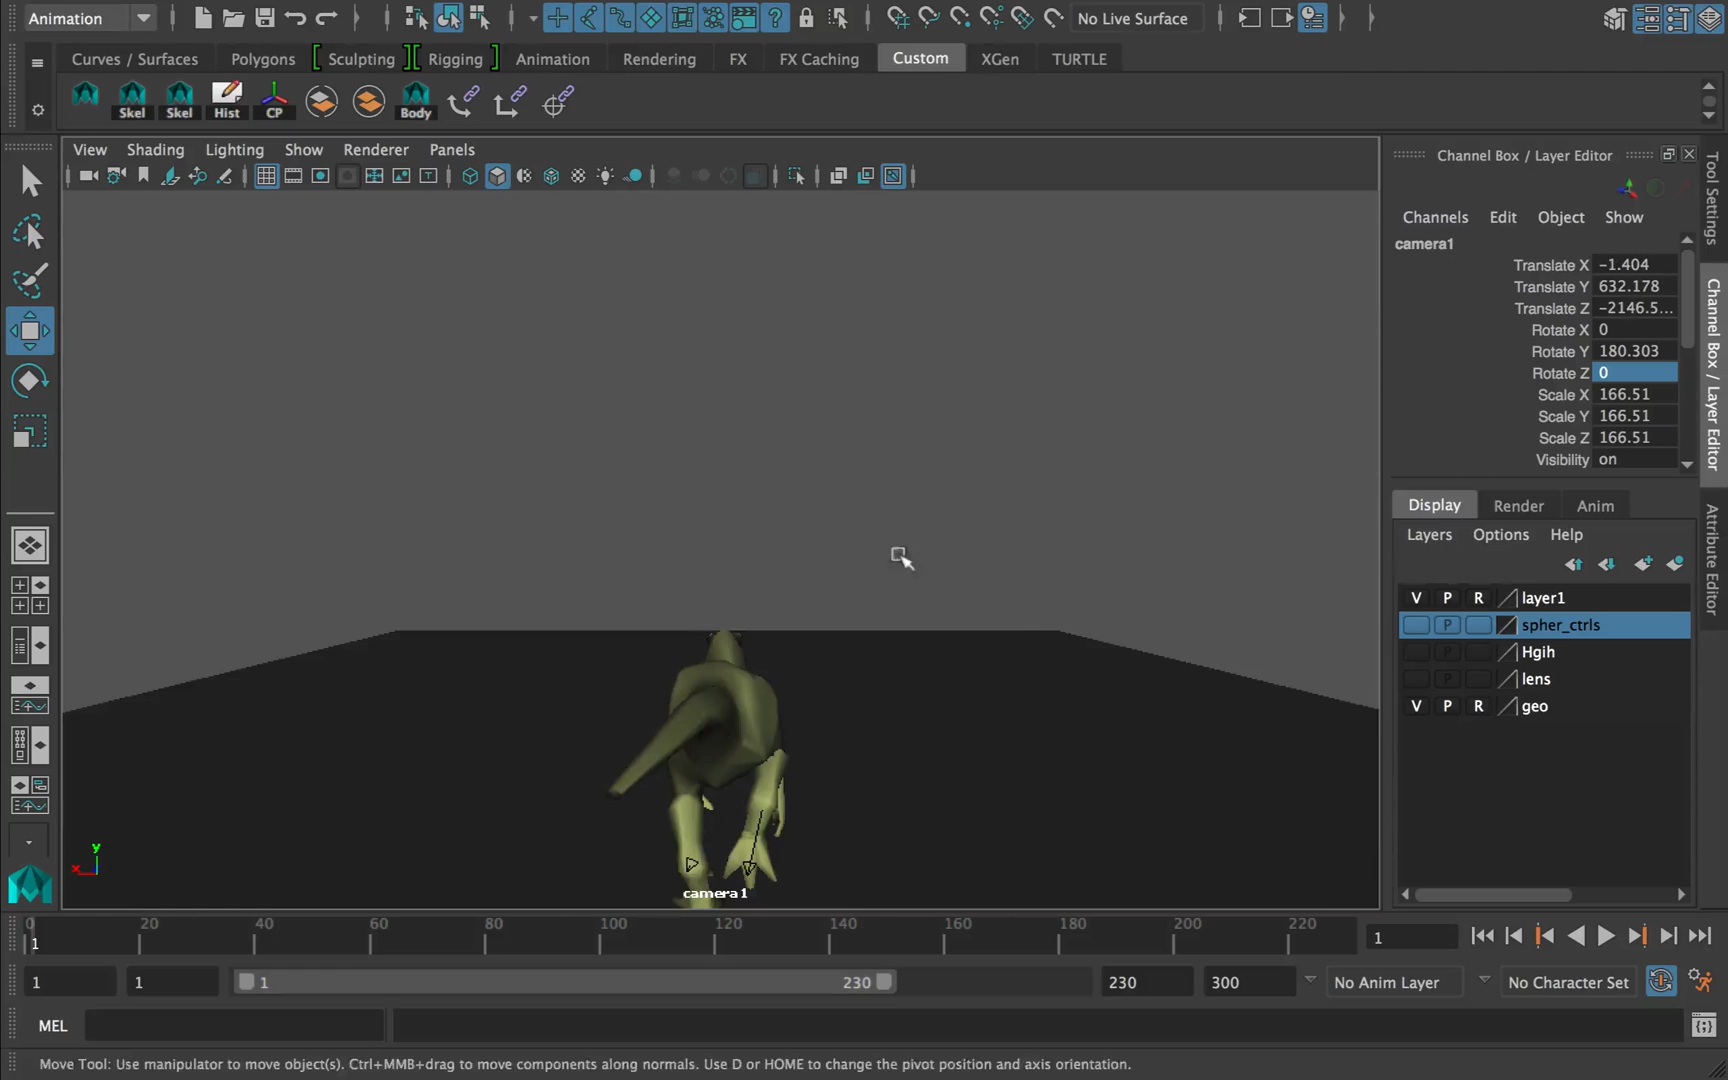 Animation
No Live Surface
Curves / Surfaces
Polygons
Sculpting
Rigging
Animation
Rendering
FX
FX Caching
Custom
XGen
TURTLE
Skel
Skel
Hist
CP
Body
View
Shading
Lighting
Show
Renderer
Panels
camera1
y
x
Channel Box / Layer Editor
Channels
Edit
Object
Show
camera1
Translate X -1.404
Translate Y 632.178
Translate Z -2146.5...
Rotate X 0
Rotate Y 180.303
Rotate Z 0
Scale X 166.51
Scale Y 166.51
Scale Z 166.51
Visibility on
Display
Render
Anim
Layers
Options
Help
V P R layer1
P spher_ctrls
P Hgih
P lens
V P R geo
Tool Settings
Channel Box / Layer Editor
Attribute Editor
0 20 40 60 80 100 120 140 160 180 200 220
1
1
1
1
1
230
230
300
No Anim Layer
No Character Set
MEL
Move Tool: Use manipulator to move object(s). Ctrl+MMB+drag to move components along normals. Use D or HOME to change the pivot position and axis orientation.